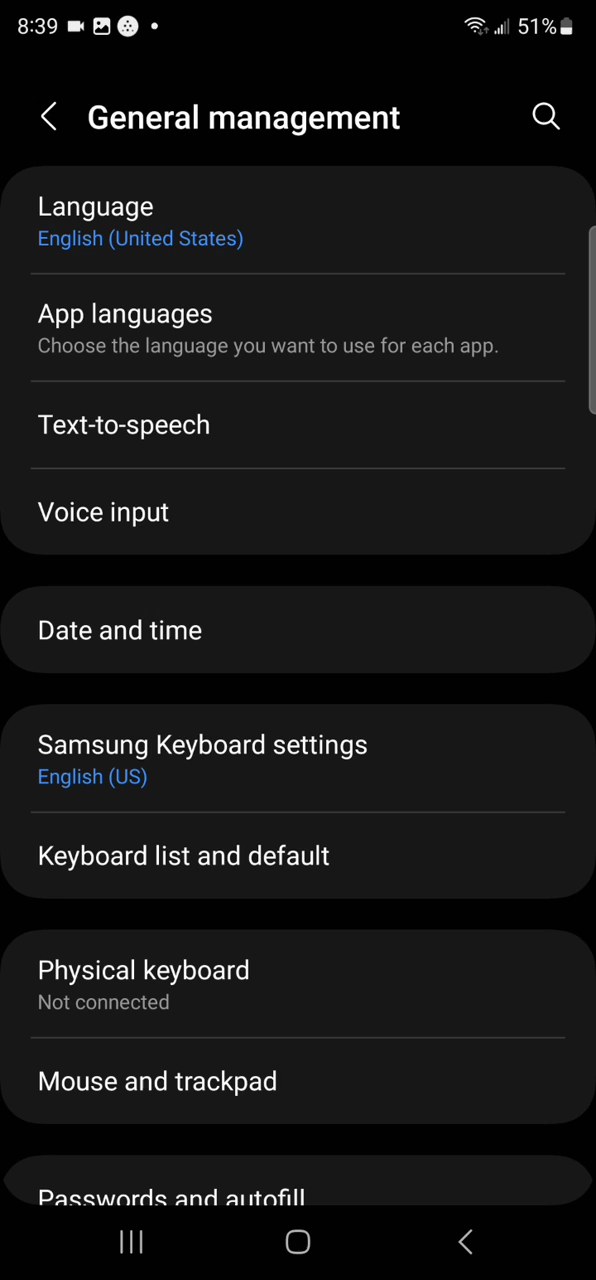 8:39 51%
General management
Language
English (United States)
App languages
Choose the language you want to use for each app.
Text-to-speech
Voice input
Date and time
Samsung Keyboard settings
English (US)
Keyboard list and default
Physical keyboard
Not connected
Mouse and trackpad
Passwords and autofill